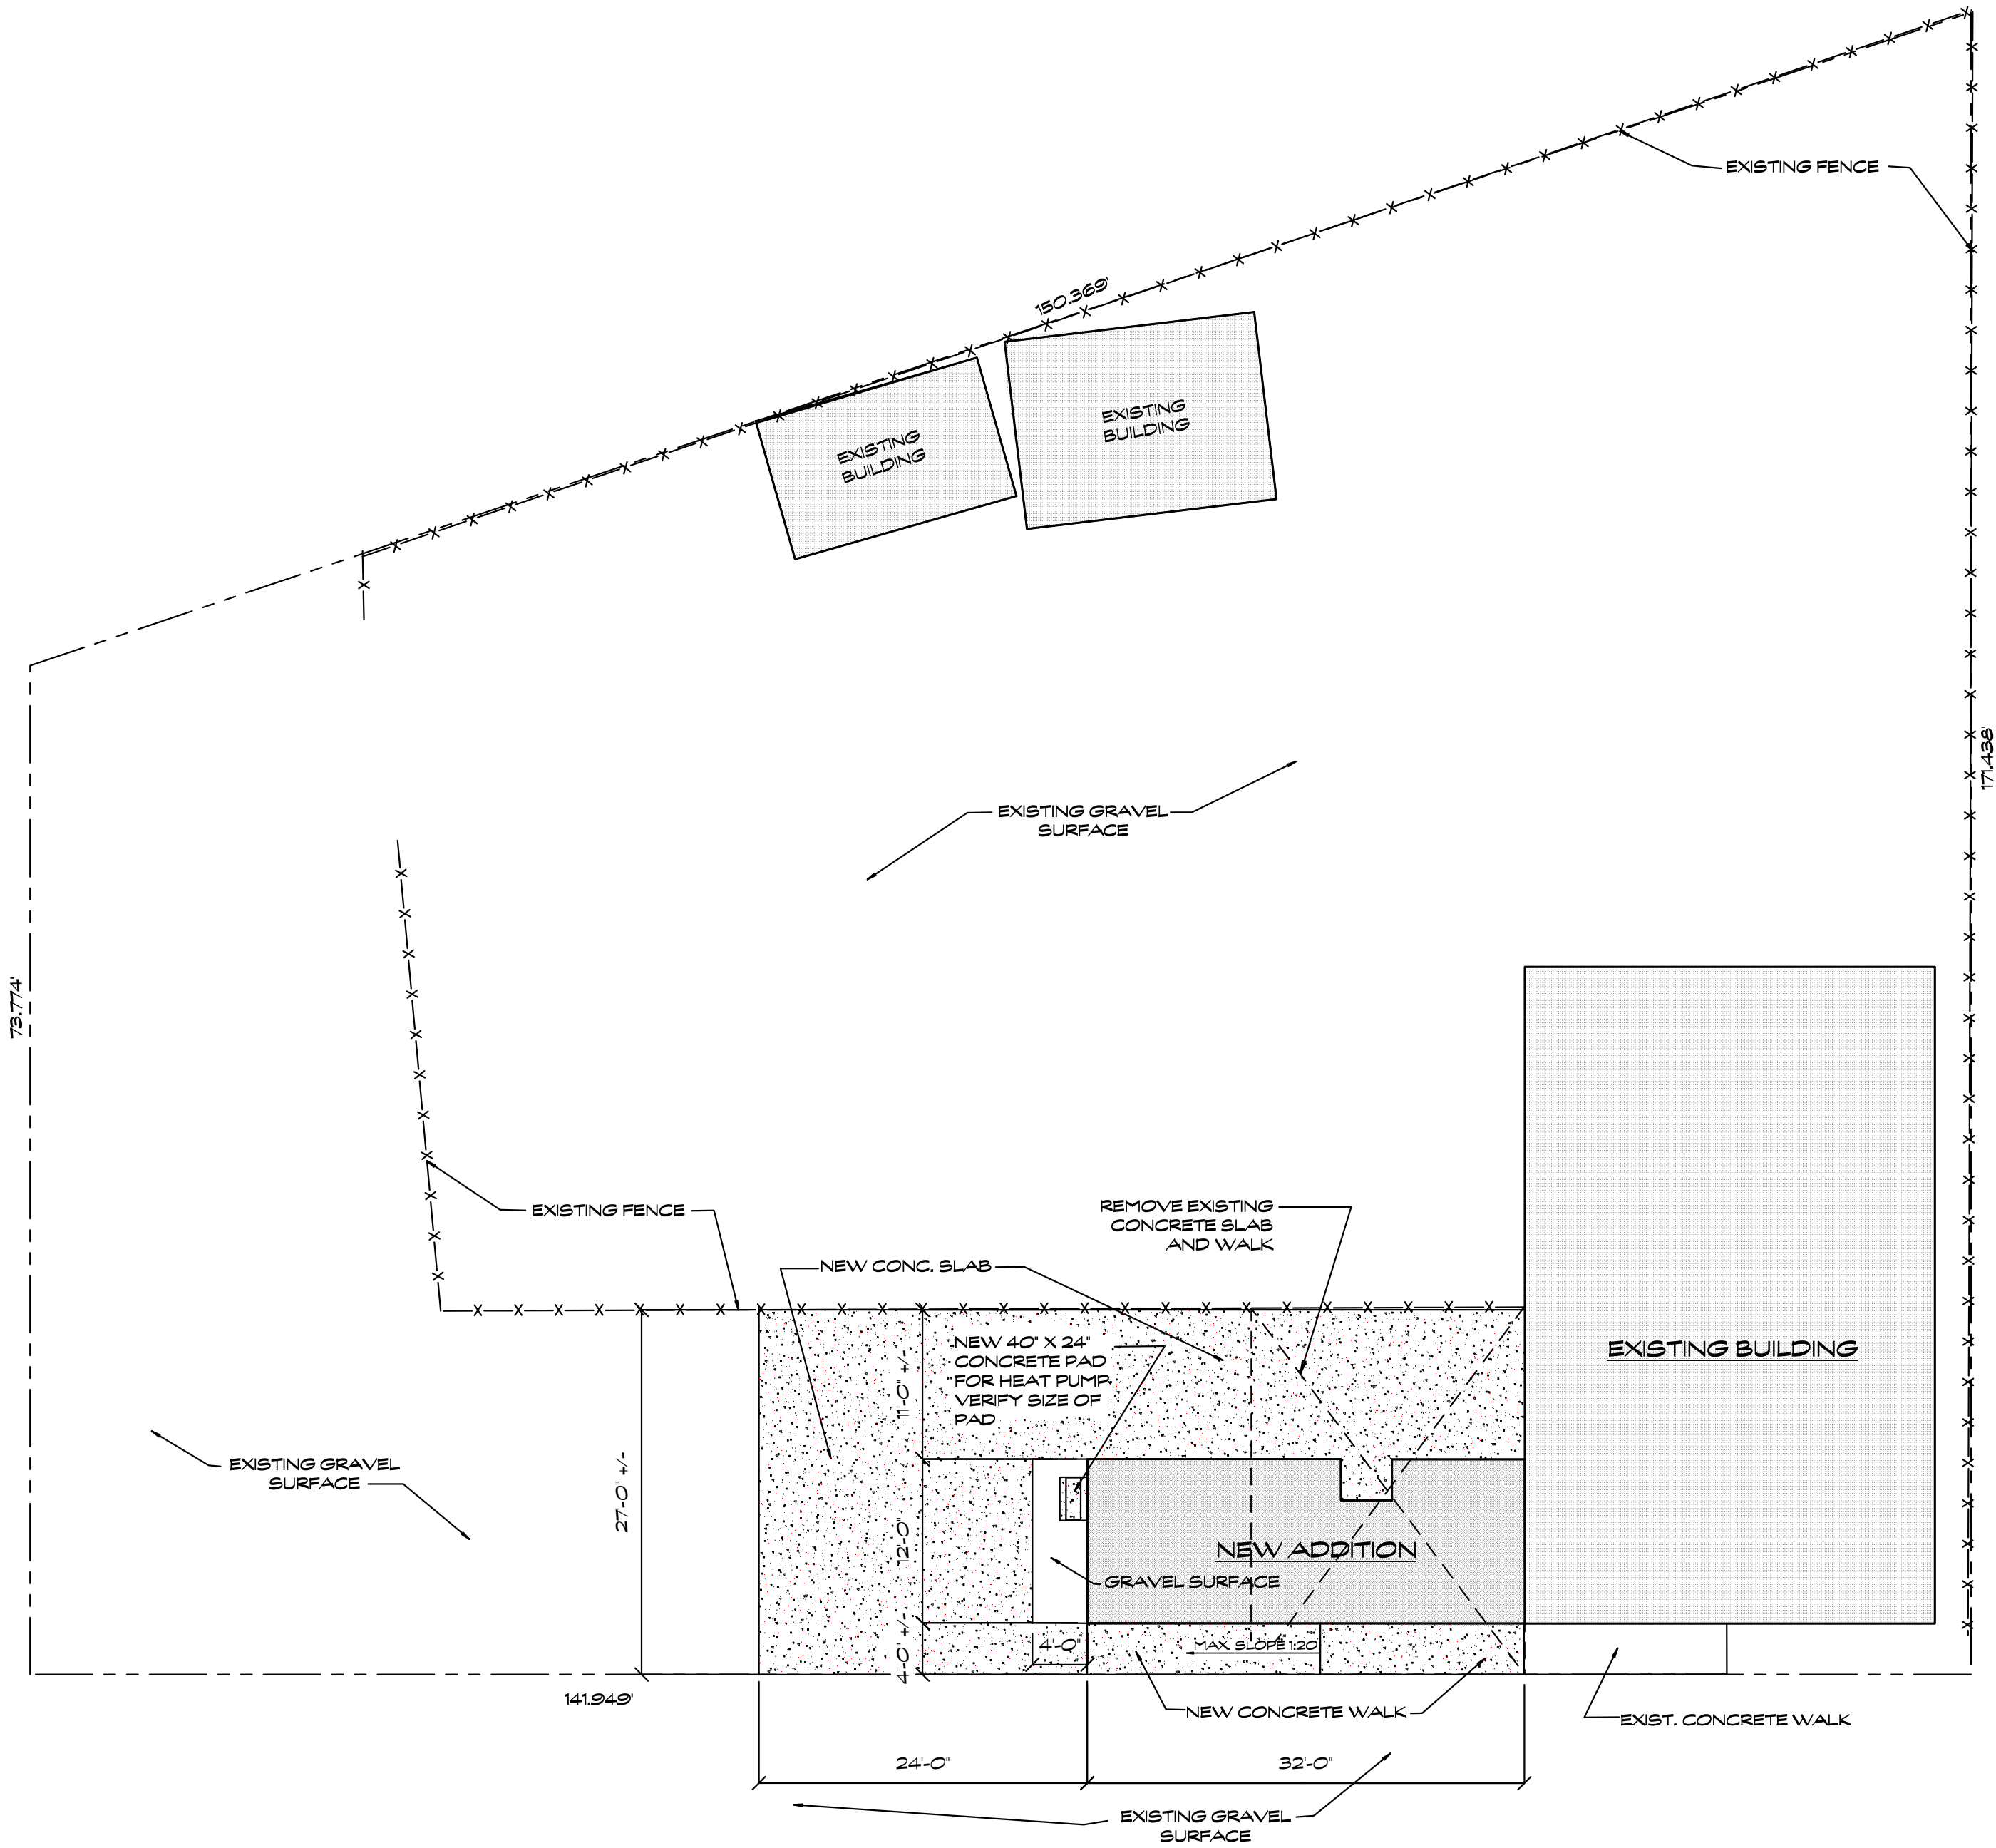 EXISTING FENCE
150.369'
EXISTING
BUILDING
EXISTING
BUILDING
171.438'
EXISTING GRAVEL
SURFACE
73.774'
EXISTING FENCE
REMOVE EXISTING
CONCRETE SLAB
AND WALK
NEW CONC. SLAB
NEW 40" X 24"
CONCRETE PAD
FOR HEAT PUMP.
VERIFY SIZE OF
PAD
EXISTING BUILDING
11'-0" +/-
EXISTING GRAVEL
SURFACE
27'-0" +/-
12'-0"
NEW ADDITION
GRAVEL SURFACE
4'-0" +/-
4'-0"
MAX. SLOPE 1:20
141.949'
NEW CONCRETE WALK
EXIST. CONCRETE WALK
24'-0"
32'-0"
EXISTING GRAVEL
SURFACE